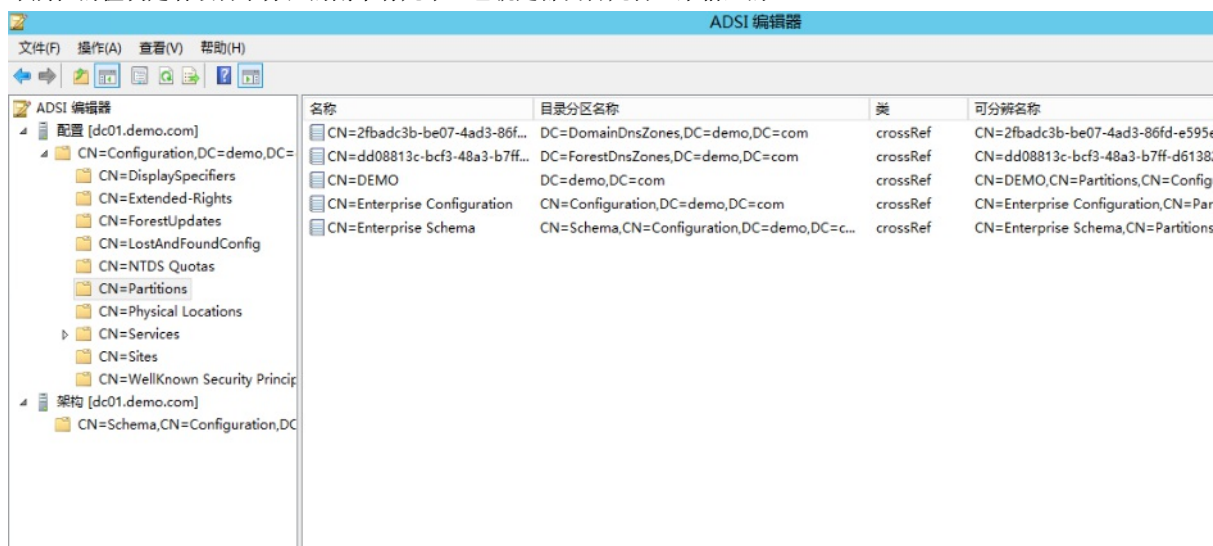 ADSI 编辑器
文件(F) 操作(A) 查看(V) 帮助(H)
ADSI 编辑器
配置 [dc01.demo.com]
CN=Configuration,DC=demo,DC=
CN=DisplaySpecifiers
CN=Extended-Rights
CN=ForestUpdates
CN=LostAndFoundConfig
CN=NTDS Quotas
CN=Partitions
CN=Physical Locations
CN=Services
CN=Sites
CN=WellKnown Security Princip
架构 [dc01.demo.com]
CN=Schema,CN=Configuration,DC
名称 目录分区名称 类 可分辨名称
CN=2fbadc3b-be07-4ad3-86f... DC=DomainDnsZones,DC=demo,DC=com crossRef CN=2fbadc3b-be07-4ad3-86fd-e595e
CN=dd08813c-bcf3-48a3-b7ff... DC=ForestDnsZones,DC=demo,DC=com crossRef CN=dd08813c-bcf3-48a3-b7ff-d6138
CN=DEMO DC=demo,DC=com crossRef CN=DEMO,CN=Partitions,CN=Config
CN=Enterprise Configuration CN=Configuration,DC=demo,DC=com crossRef CN=Enterprise Configuration,CN=Par
CN=Enterprise Schema CN=Schema,CN=Configuration,DC=demo,DC=c... crossRef CN=Enterprise Schema,CN=Partitions